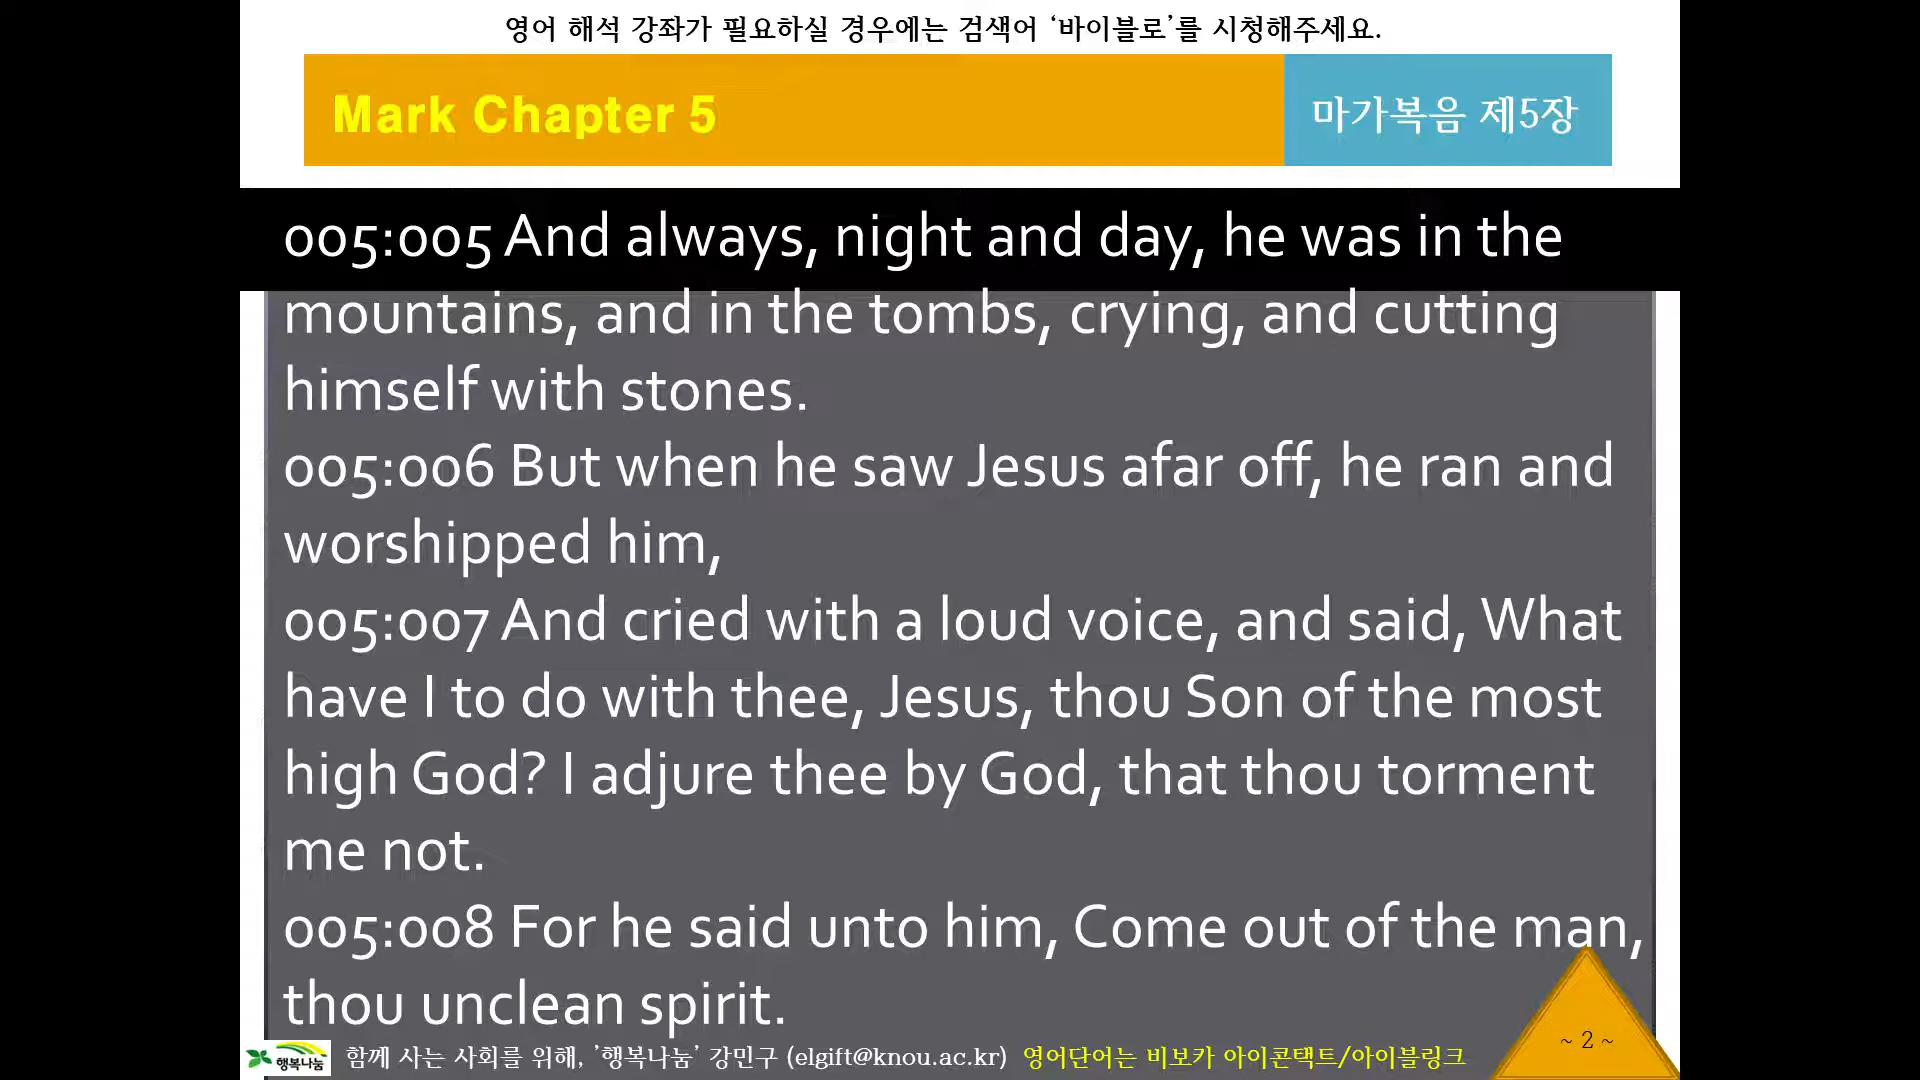 영어 해석 강좌가 필요하실 경우에는 검색어 ‘바이블로’를 시청해주세요.
Mark Chapter 5
마가복음 제5장
005:005 And always, night and day, he was in the
mountains, and in the tombs, crying, and cutting
himself with stones.
005:006 But when he saw Jesus afar off, he ran and
worshipped him,
005:007 And cried with a loud voice, and said, What
have I to do with thee, Jesus, thou Son of the most
high God? I adjure thee by God, that thou torment
me not.
005:008 For he said unto him, Come out of the man,
thou unclean spirit.
~ 2 ~
행복나눔 함께 사는 사회를 위해, ’행복나눔’ 강민구 (elgift@knou.ac.kr) 영어단어는 비보카 아이콘택트/아이블링크